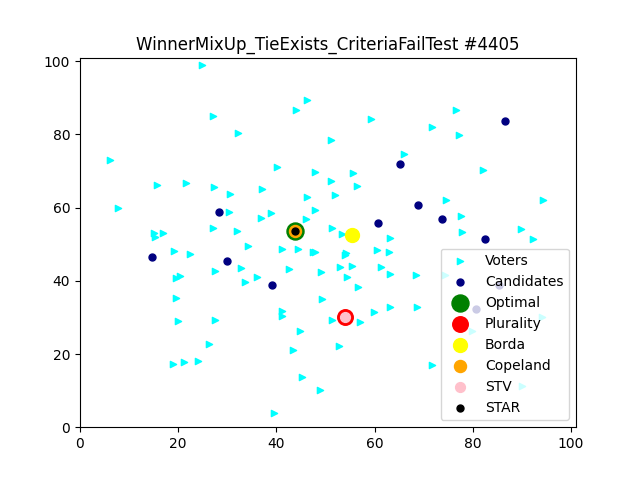 WinnerMixUp_TieExists_CriteriaFailTest #4405
100
80
60
40
20
0
0 20 40 60 80 100
Voters
Candidates
Optimal
Plurality
Borda
Copeland
STV
STAR